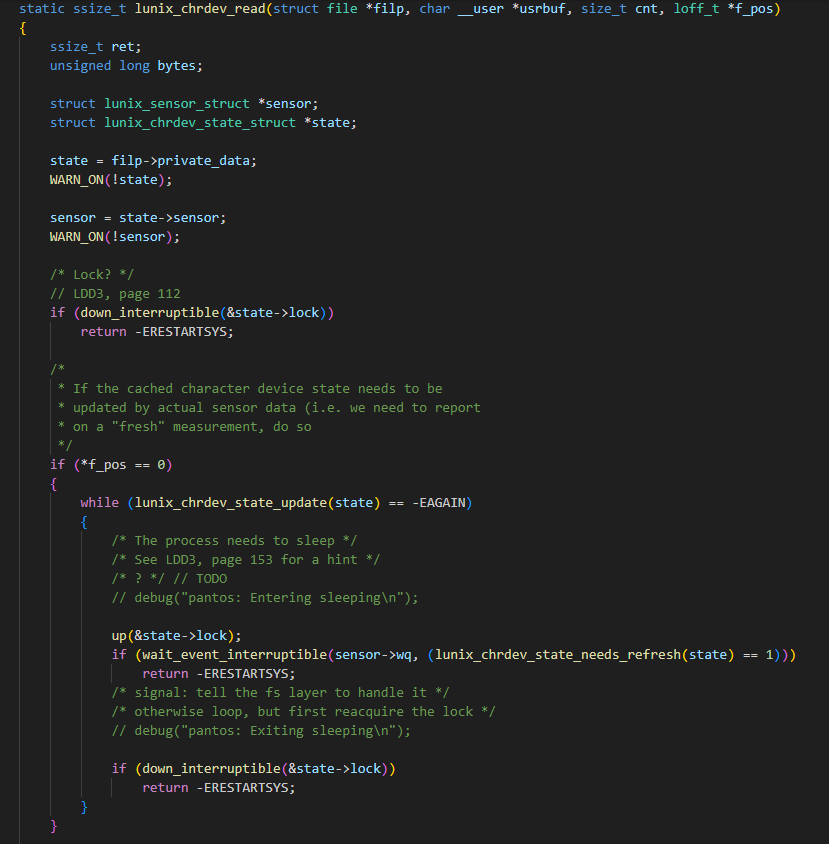 static ssize_t lunix_chrdev_read(struct file *filp, char __user *usrbuf, size_t cnt, loff_t *f_pos)
{
    ssize_t ret;
    unsigned long bytes;

    struct lunix_sensor_struct *sensor;
    struct lunix_chrdev_state_struct *state;

    state = filp->private_data;
    WARN_ON(!state);

    sensor = state->sensor;
    WARN_ON(!sensor);

    /* Lock? */
    // LDD3, page 112
    if (down_interruptible(&state->lock))
        return -ERESTARTSYS;

    /*
     * If the cached character device state needs to be
     * updated by actual sensor data (i.e. we need to report
     * on a "fresh" measurement, do so
     */
    if (*f_pos == 0)
    {
        while (lunix_chrdev_state_update(state) == -EAGAIN)
        {
            /* The process needs to sleep */
            /* See LDD3, page 153 for a hint */
            /* ? */ // TODO
            // debug("pantos: Entering sleeping\n");

            up(&state->lock);
            if (wait_event_interruptible(sensor->wq, (lunix_chrdev_state_needs_refresh(state) == 1)))
                return -ERESTARTSYS;
            /* signal: tell the fs layer to handle it */
            /* otherwise loop, but first reacquire the lock */
            // debug("pantos: Exiting sleeping\n");

            if (down_interruptible(&state->lock))
                return -ERESTARTSYS;
        }
    }